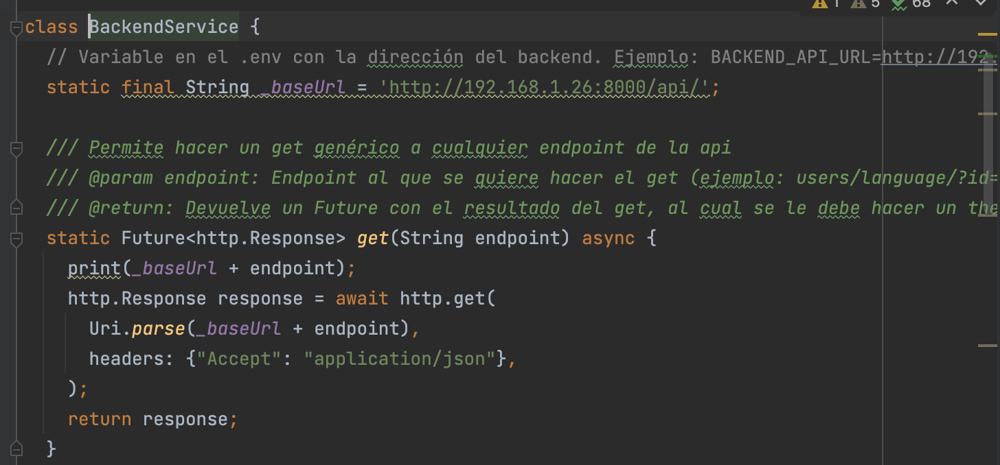 1 5 68
class BackendService {
// Variable en el .env con la dirección del backend. Ejemplo: BACKEND_API_URL=http://192.
static final String _baseUrl = 'http://192.168.1.26:8000/api/';
/// Permite hacer un get genérico a cualquier endpoint de la api
/// @param endpoint: Endpoint al que se quiere hacer el get (ejemplo: users/language/?id=
/// @return: Devuelve un Future con el resultado del get, al cual se le debe hacer un the
static Future<http.Response> get(String endpoint) async {
print(_baseUrl + endpoint);
http.Response response = await http.get(
Uri.parse(_baseUrl + endpoint),
headers: {"Accept": "application/json"},
);
return response;
}